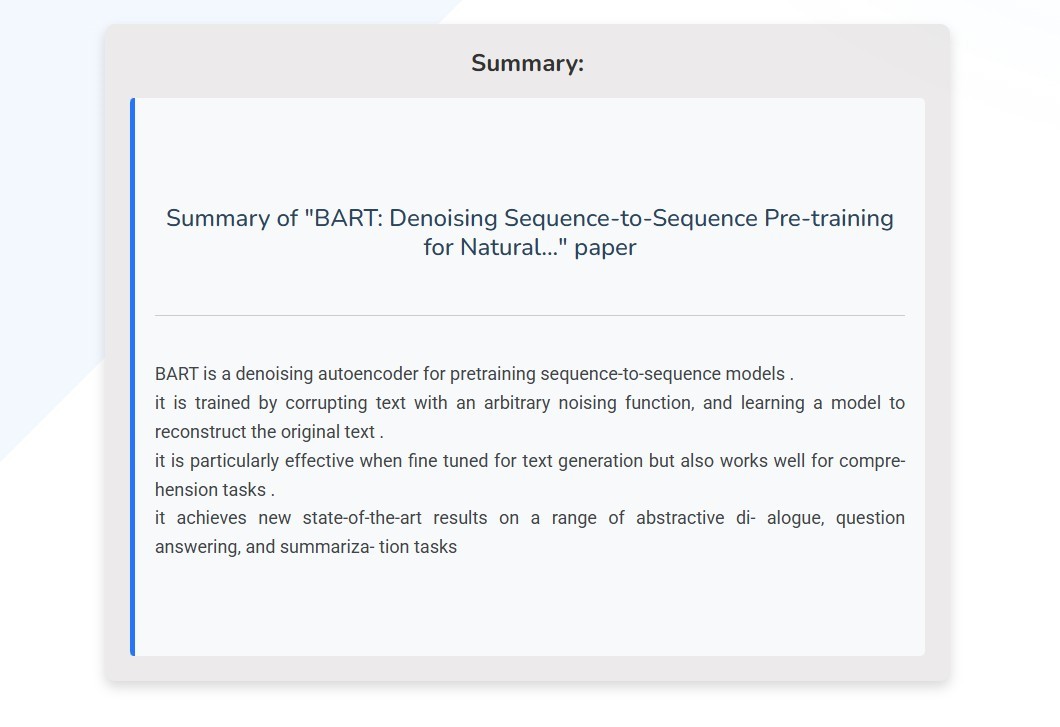 Summary:
Summary of "BART: Denoising Sequence-to-Sequence Pre-training
for Natural..." paper
BART is a denoising autoencoder for pretraining sequence-to-sequence models .
it is trained by corrupting text with an arbitrary noising function, and learning a model to
reconstruct the original text .
it is particularly effective when fine tuned for text generation but also works well for compre-
hension tasks .
it achieves new state-of-the-art results on a range of abstractive di- alogue, question
answering, and summariza- tion tasks